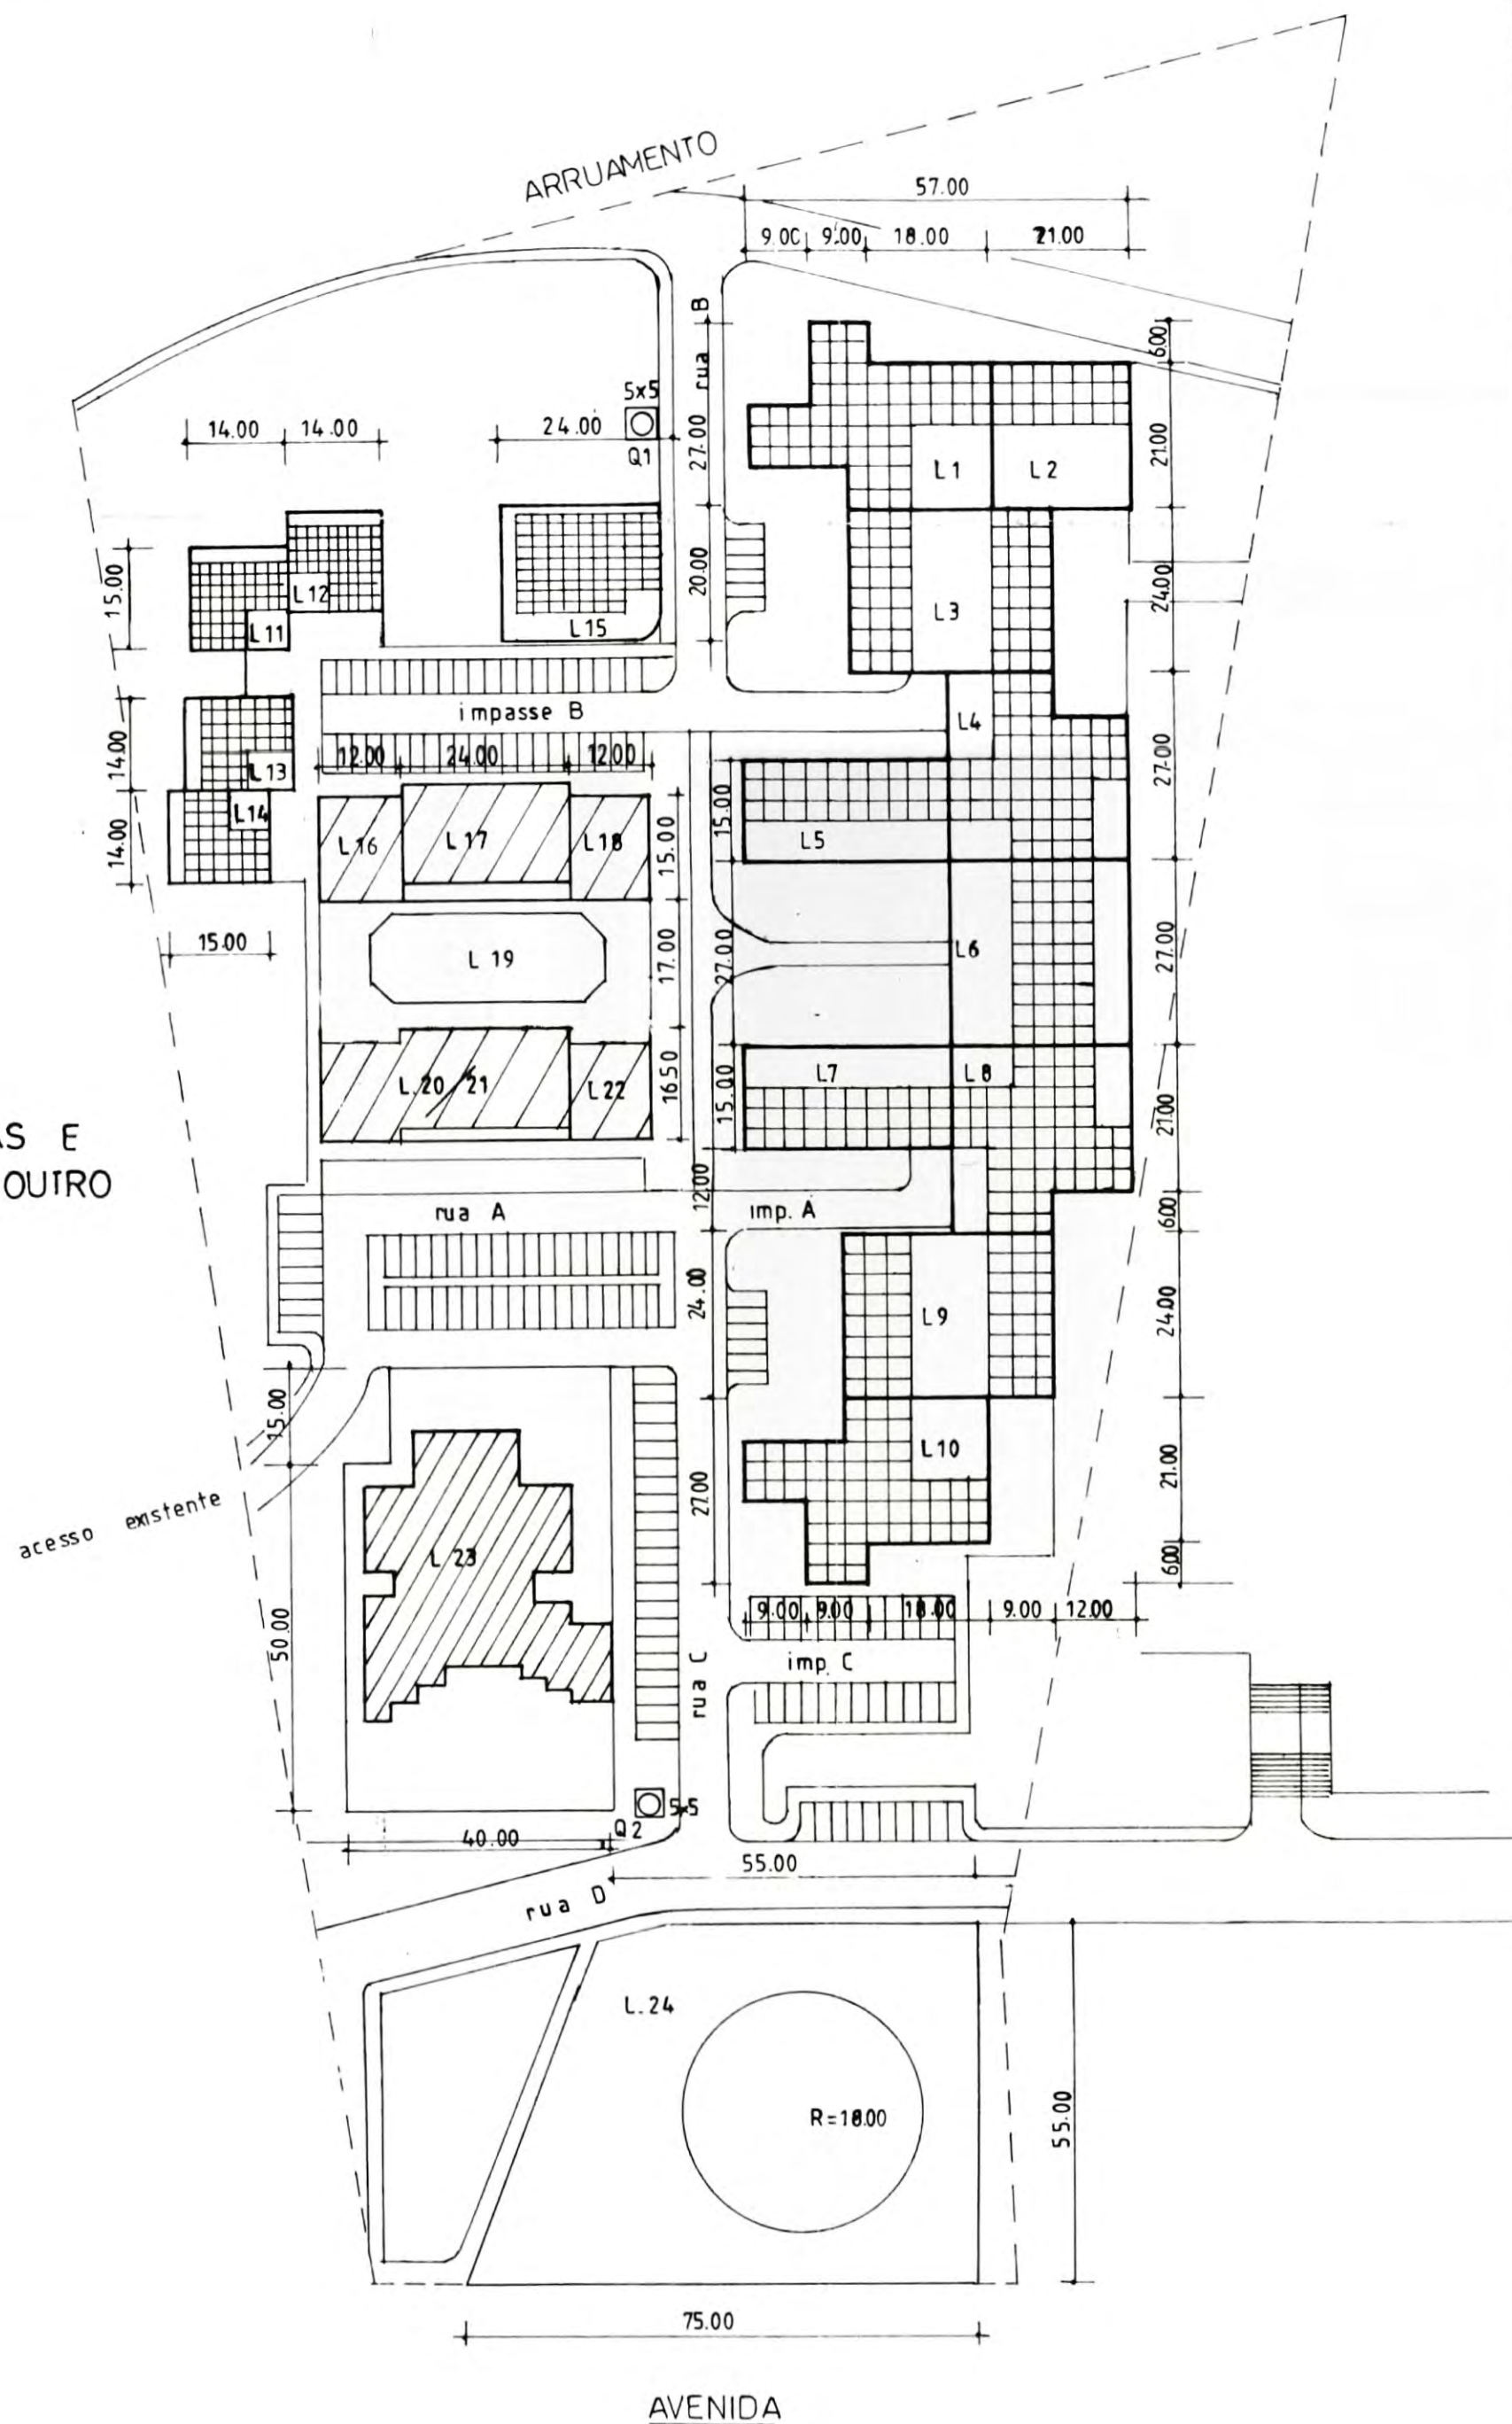 ARRUAMENTO
57.00
9.00 9.00 18.00 21.00
rua B
6.00
5x5
14.00 14.00 24.00
Q1
27.00
L1 L2
21.00
15.00
L12
L11
L15
20.00
L3
24.00
impasse B
L4
14.00
L13
12.00 24.00 12.00
27.00
14.00
L14
L16 L17 L18
15.00
15.00
L5
15.00
L 19
17.00
27.00
L6
27.00
L.20/21
L22
1650
15.00
L7 L8
21.00
AS E
OUTRO
rua A
12.00
imp. A
6.00
24.00
L9
24.00
15.00
L10
27.00
21.00
acesso existente
L 23
6.00
50.00
9.00 9.00 18.00 9.00 12.00
rua C
imp. C
5x5
Q2
40.00
55.00
rua D
L.24
R=18.00
55.00
75.00
AVENIDA